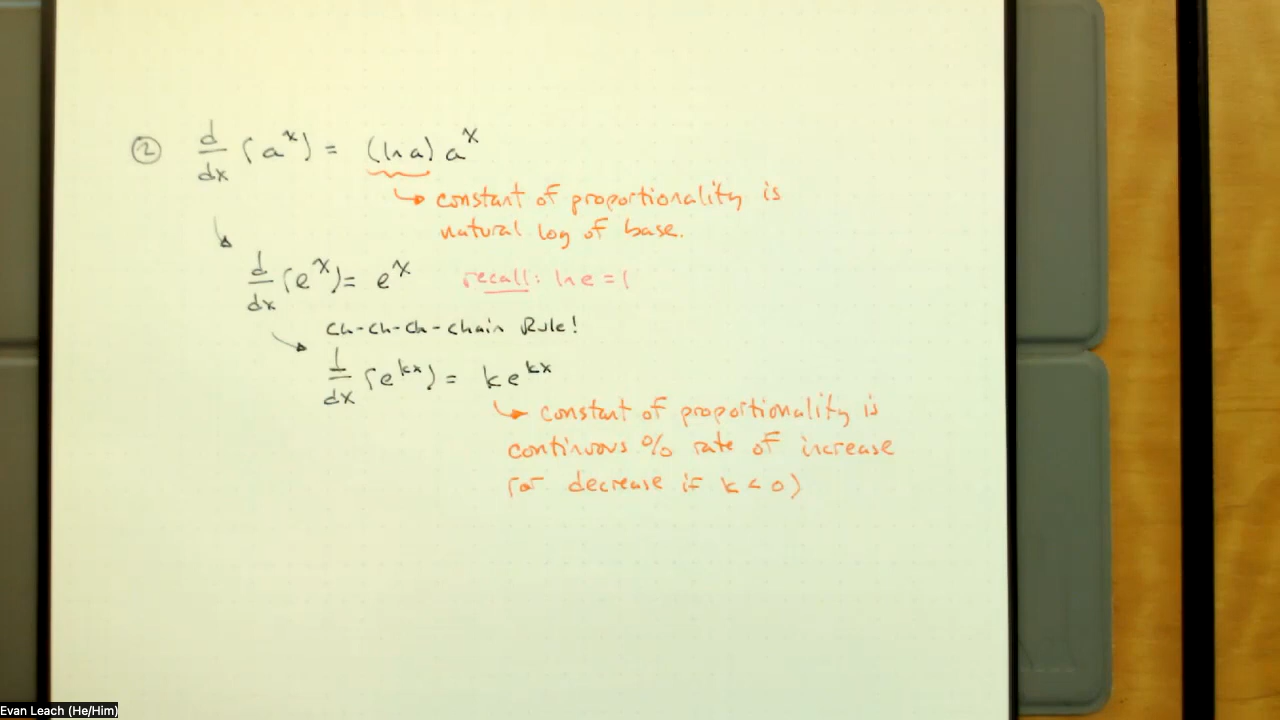 ② d/dx (a^x) = (ln a) a^x
↳ constant of proportionality is
natural log of base.
d/dx (e^x) = e^x recall: ln e = 1
Ch-Ch-Ch-Chain Rule!
d/dx (e^kx) = k e^kx
↳ constant of proportionality is
continuous % rate of increase
(or decrease if k < 0)
Evan Leach (He/Him)